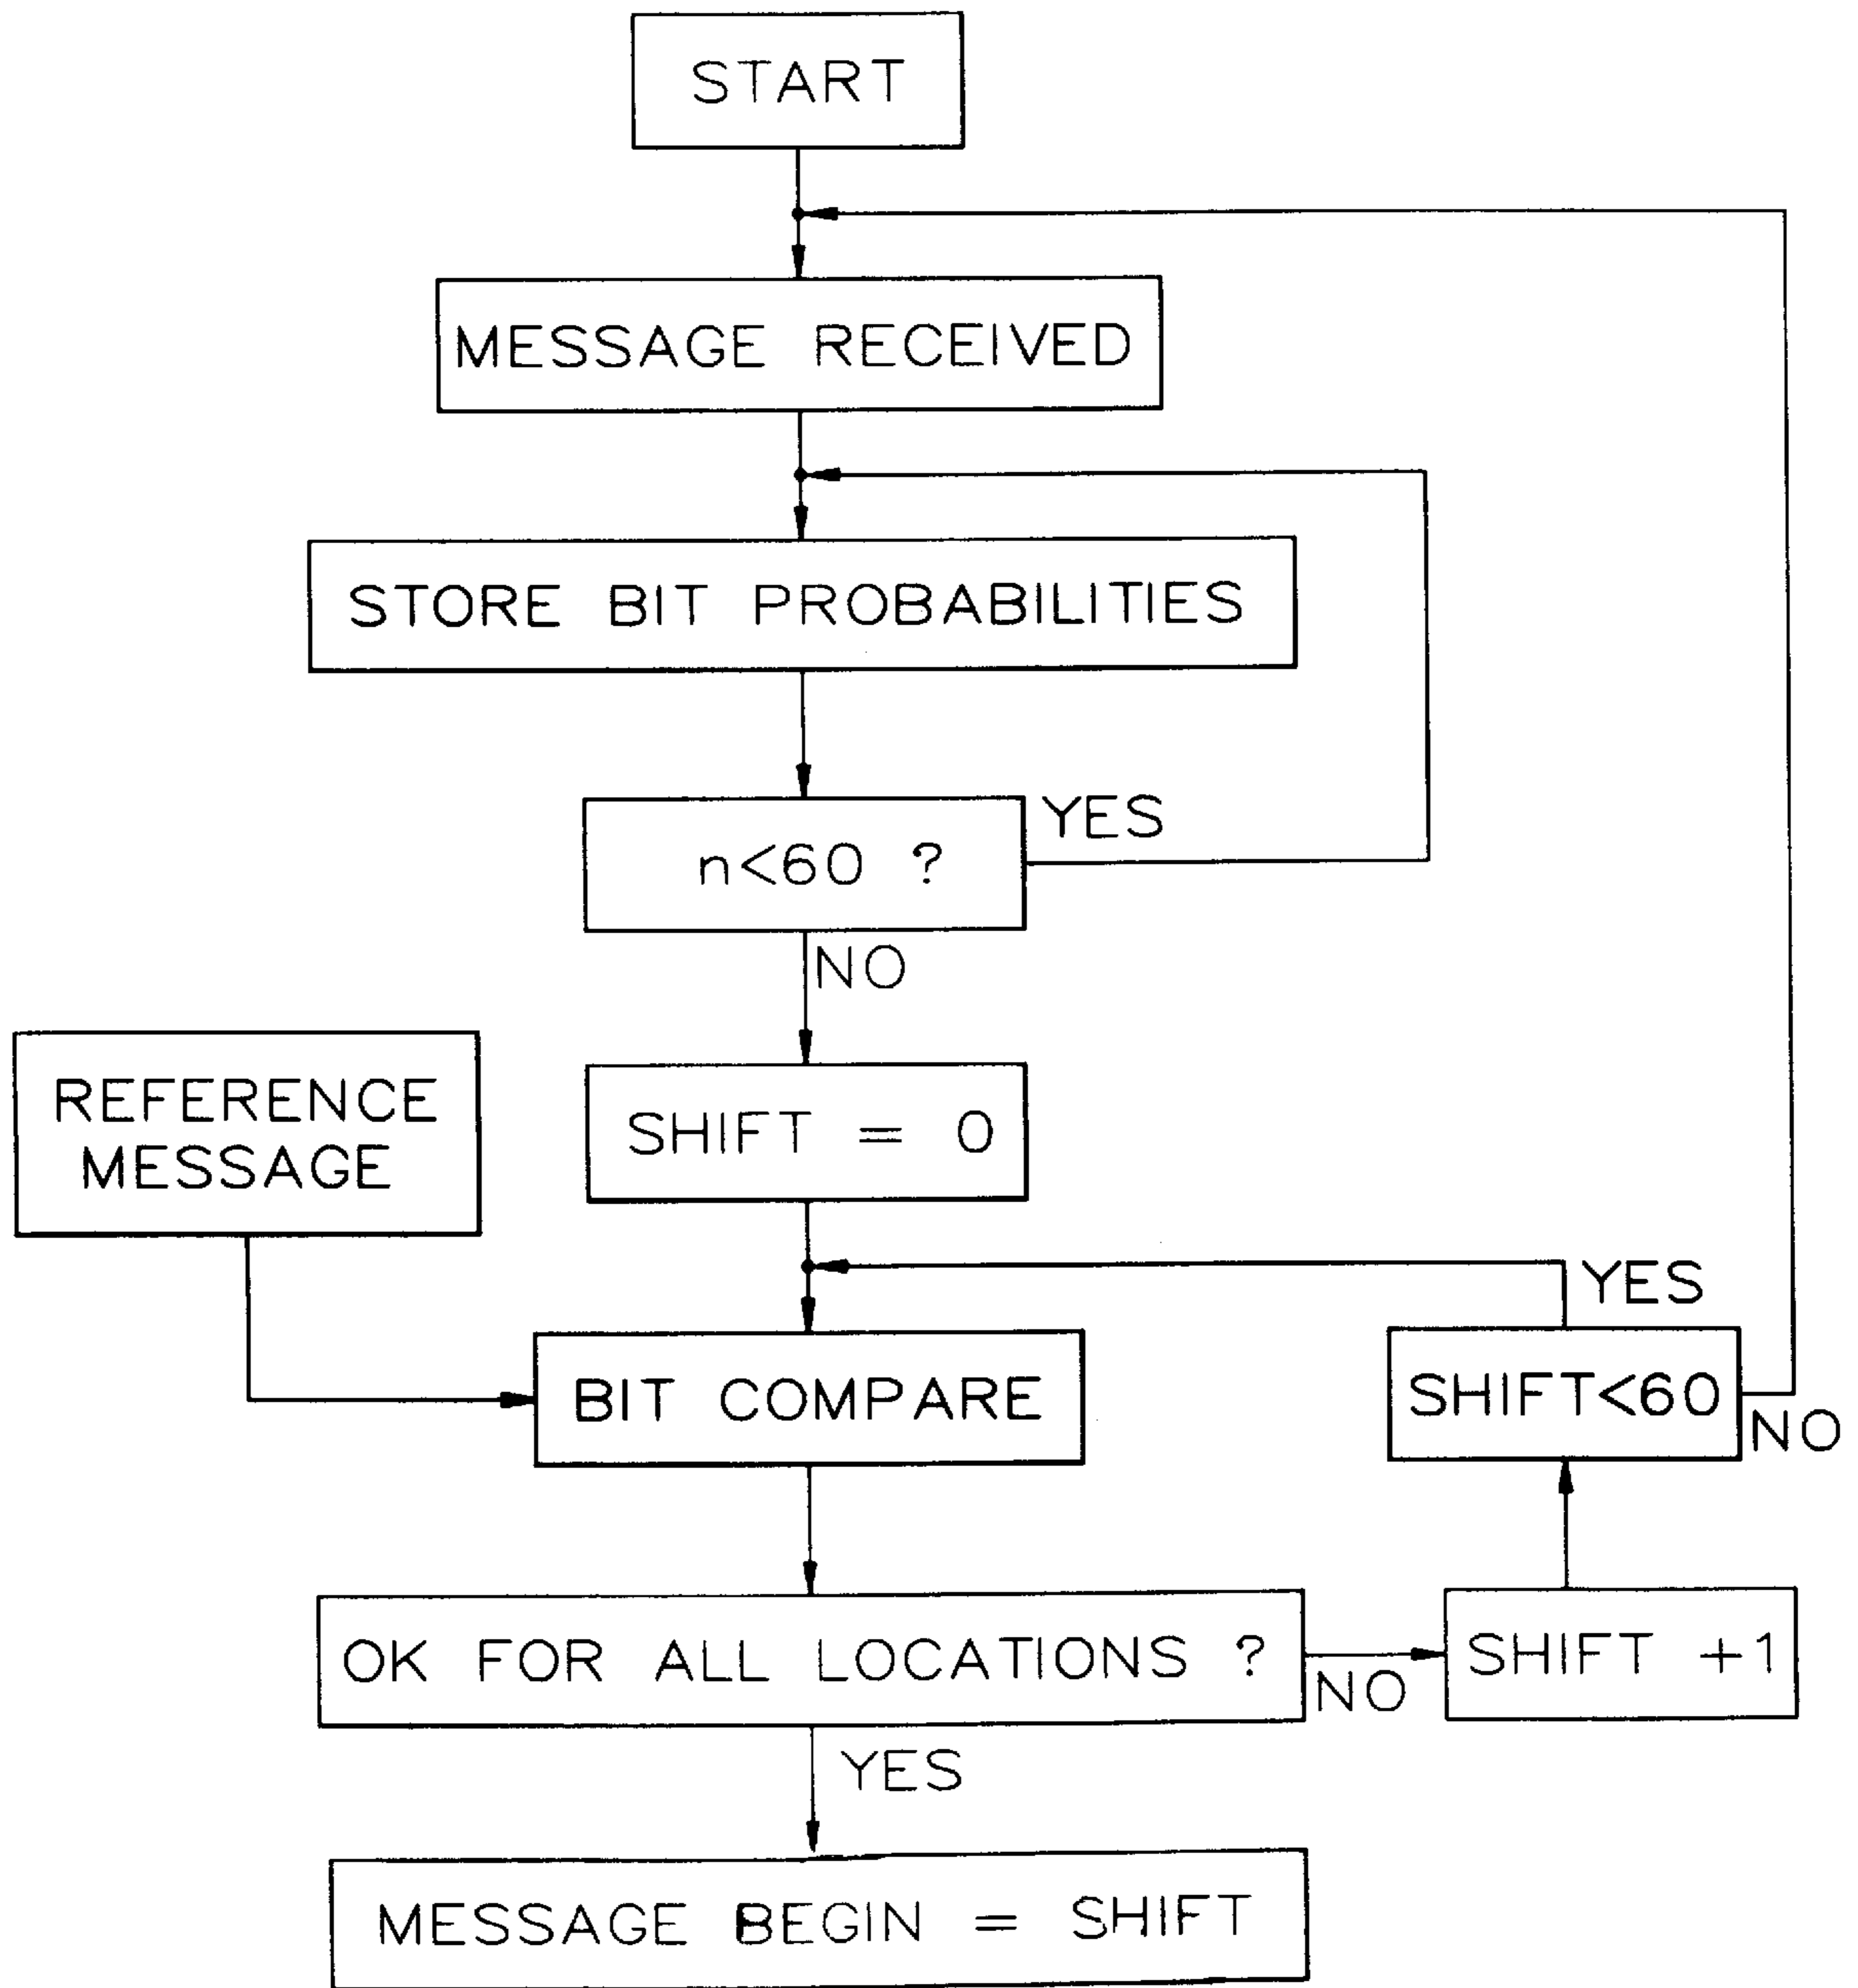 START
MESSAGE RECEIVED
STORE BIT PROBABILITIES
YES
n<60 ?
NO
REFERENCE
MESSAGE
SHIFT = 0
YES
BIT COMPARE
SHIFT<60
NO
OK FOR ALL LOCATIONS ?
NO
SHIFT +1
YES
MESSAGE BEGIN = SHIFT